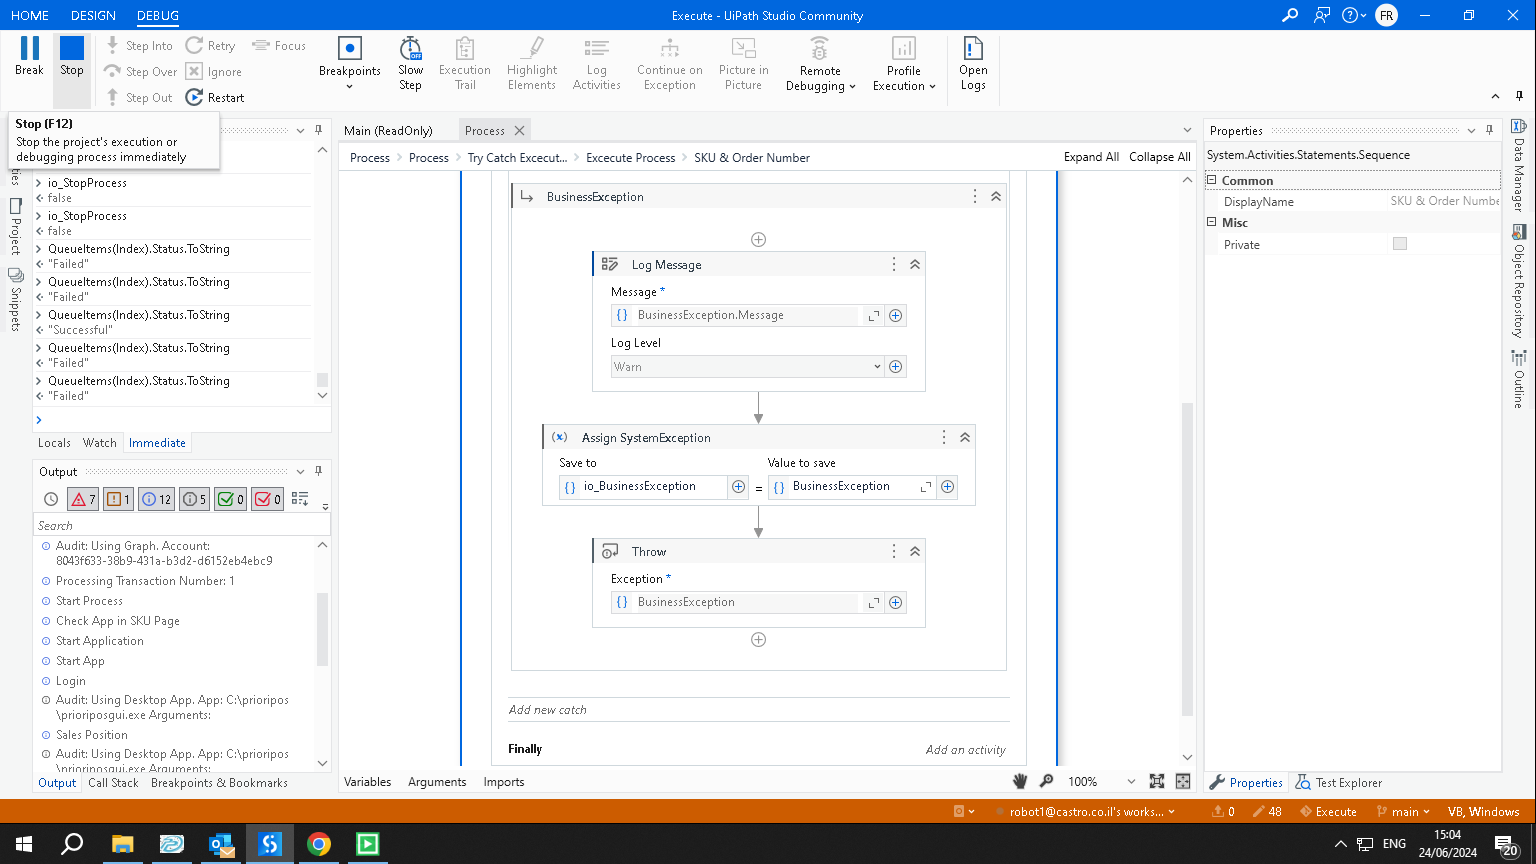 HOME DESIGN DEBUG
Execute - UiPath Studio Community
FR
Break
Stop
Step Into
Step Over
Step Out
Retry
Ignore
Restart
Focus
Breakpoints
Slow Step
Execution Trail
Highlight Elements
Log Activities
Continue on Exception
Picture in Picture
Remote Debugging
Profile Execution
Open Logs
Stop (F12)
Stop the project's execution or
debugging process immediately
io_StopProcess
false
io_StopProcess
false
QueueItems(Index).Status.ToString
"Failed"
QueueItems(Index).Status.ToString
"Failed"
QueueItems(Index).Status.ToString
"Successful"
QueueItems(Index).Status.ToString
"Failed"
QueueItems(Index).Status.ToString
"Failed"
Locals Watch Immediate
Project
Snippets
Output
7 1 12 5 0 0
Search
Audit: Using Graph. Account:
8043f633-38b9-431a-b3d2-d6152eb4ebc9
Processing Transaction Number: 1
Start Process
Check App in SKU Page
Start Application
Start App
Login
Audit: Using Desktop App. App: C:\prioripos
\prioriposgui.exe Arguments:
Sales Position
Audit: Using Desktop App. App: C:\prioripos
\prioriposgui.exe Arguments:
Output Call Stack Breakpoints & Bookmarks
Main (ReadOnly) Process
Process Process Try Catch Excecut... Excecute Process SKU & Order Number
Expand All Collapse All
BusinessException
Log Message
Message *
BusinessException.Message
Log Level
Warn
Assign SystemException
Save to Value to save
io_BusinessException = BusinessException
Throw
Exception *
BusinessException
Add new catch
Finally Add an activity
Variables Arguments Imports
100%
Properties
System.Activities.Statements.Sequence
Common
DisplayName SKU & Order Numbe
Misc
Private
Properties Test Explorer
Data Manager
Object Repository
Outline
robot1@castro.co.il's works...
0 48 Execute main VB, Windows
ENG
15:04
24/06/2024
20